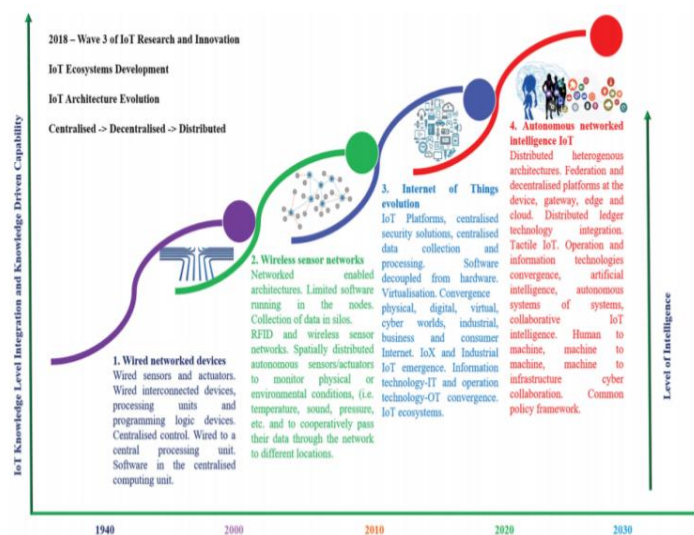 2018 – Wave 3 of IoT Research and Innovation
IoT Ecosystems Development
IoT Architecture Evolution
Centralised -> Decentralised -> Distributed
IoT Knowledge Level Integration and Knowledge Driven Capability
1. Wired networked devices
Wired sensors and actuators.
Wired interconnected devices,
processing units and
programming logic devices.
Centralised control. Wired to a
central processing unit.
Software in the centralised
computing unit.
2. Wireless sensor networks
Networked enabled
architectures. Limited software
running in the nodes.
Collection of data in silos.
RFID and wireless sensor
networks. Spatially distributed
autonomous sensors/actuators
to monitor physical or
environmental conditions, (i.e.
temperature, sound, pressure,
etc. and to cooperatively pass
their data through the network
to different locations.
3. Internet of Things
evolution
IoT Platforms, centralised
security solutions, centralised
data collection and
processing. Software
decoupled from hardware.
Virtualisation. Convergence
physical, digital, virtual,
cyber worlds, industrial,
business and consumer
Internet. IoX and Industrial
IoT emergence. Information
technology-IT and operation
technology-OT convergence.
IoT ecosystems.
4. Autonomous networked
intelligence IoT
Distributed heterogenous
architectures. Federation and
decentralised platforms at the
device, gateway, edge and
cloud. Distributed ledger
technology integration.
Tactile IoT. Operation and
information technologies
convergence, artificial
intelligence, autonomous
systems of systems,
collaborative IoT
intelligence. Human to
machine, machine to
machine, machine to
infrastructure cyber
collaboration. Common
policy framework.
Level of Intelligence
1940
2000
2010
2020
2030